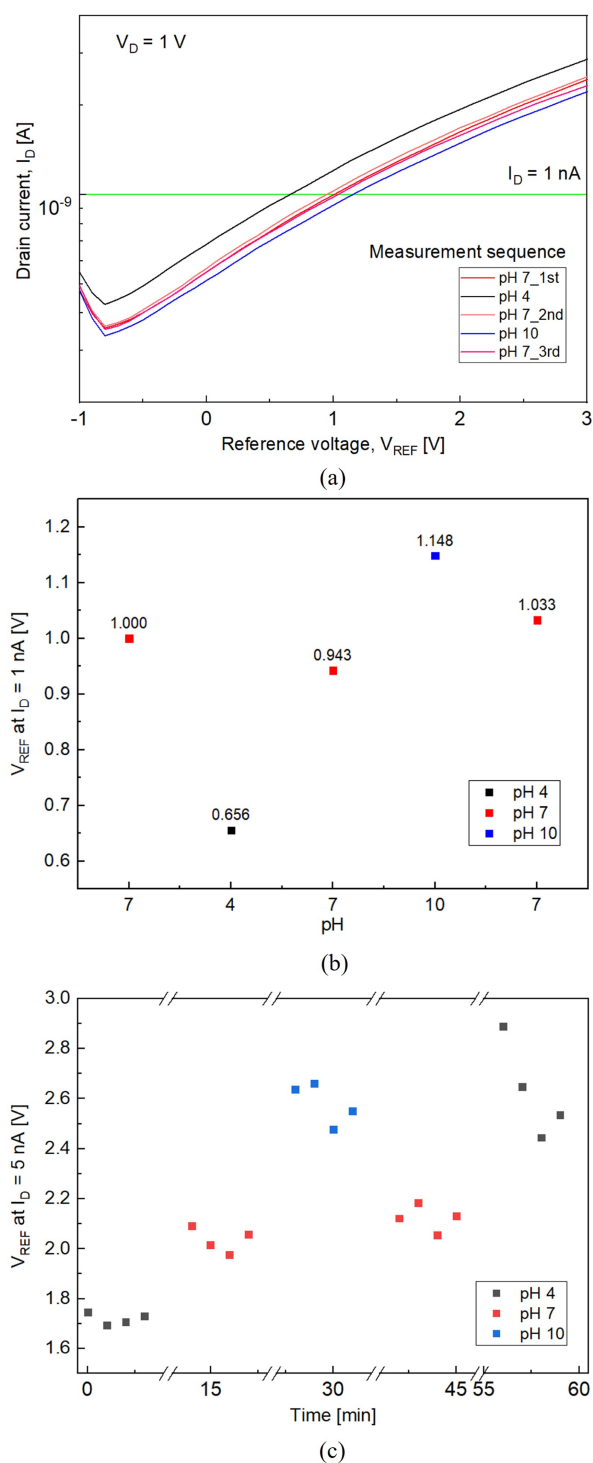 V_D = 1 V
Drain current, I_D [A]
10^-9
I_D = 1 nA
Measurement sequence
pH 7_1st
pH 4
pH 7_2nd
pH 10
pH 7_3rd
-1 0 1 2 3
Reference voltage, V_REF [V]
(a)
V_REF at I_D = 1 nA [V]
1.2
1.1
1.0
0.9
0.8
0.7
0.6
1.000
0.656
0.943
1.148
1.033
pH 4
pH 7
pH 10
7 4 7 10 7
pH
(b)
V_REF at I_D = 5 nA [V]
3.0
2.8
2.6
2.4
2.2
2.0
1.8
1.6
pH 4
pH 7
pH 10
0 15 30 45 55 60
Time [min]
(c)